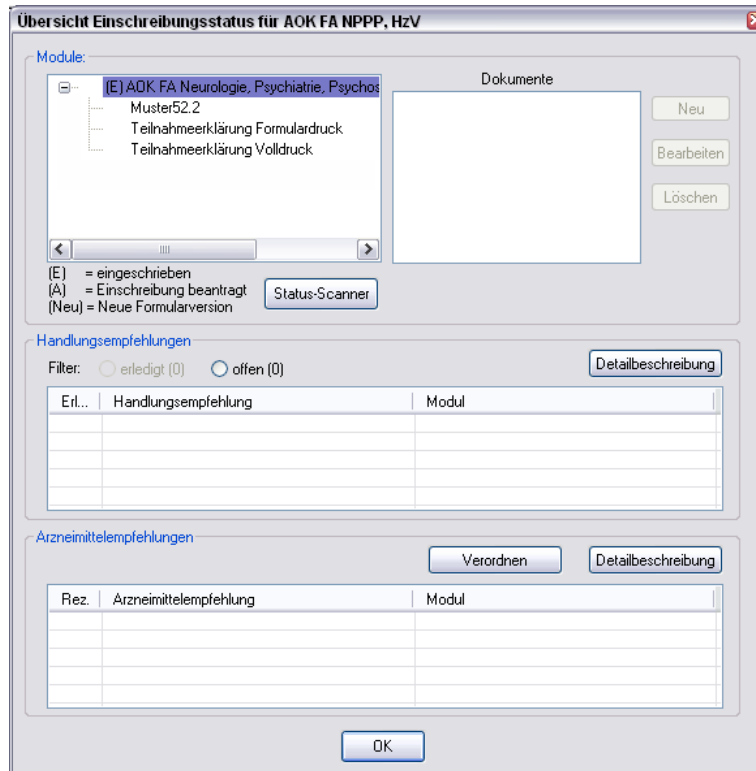 Übersicht Einschreibungsstatus für AOK FA NPPP, HzV
Module:
(E) AOK FA Neurologie, Psychiatrie, Psychos
Muster52.2
Teilnahmeerklärung Formulardruck
Teilnahmeerklärung Volldruck
Dokumente
Neu
Bearbeiten
Löschen
(E) = eingeschrieben
(A) = Einschreibung beantragt
(Neu) = Neue Formularversion
Status-Scanner
Handlungsempfehlungen
Filter: erledigt (0) offen (0) Detailbeschreibung
Erl... Handlungsempfehlung Modul
Arzneimittelempfehlungen
Verordnen Detailbeschreibung
Rez. Arzneimittelempfehlung Modul
OK